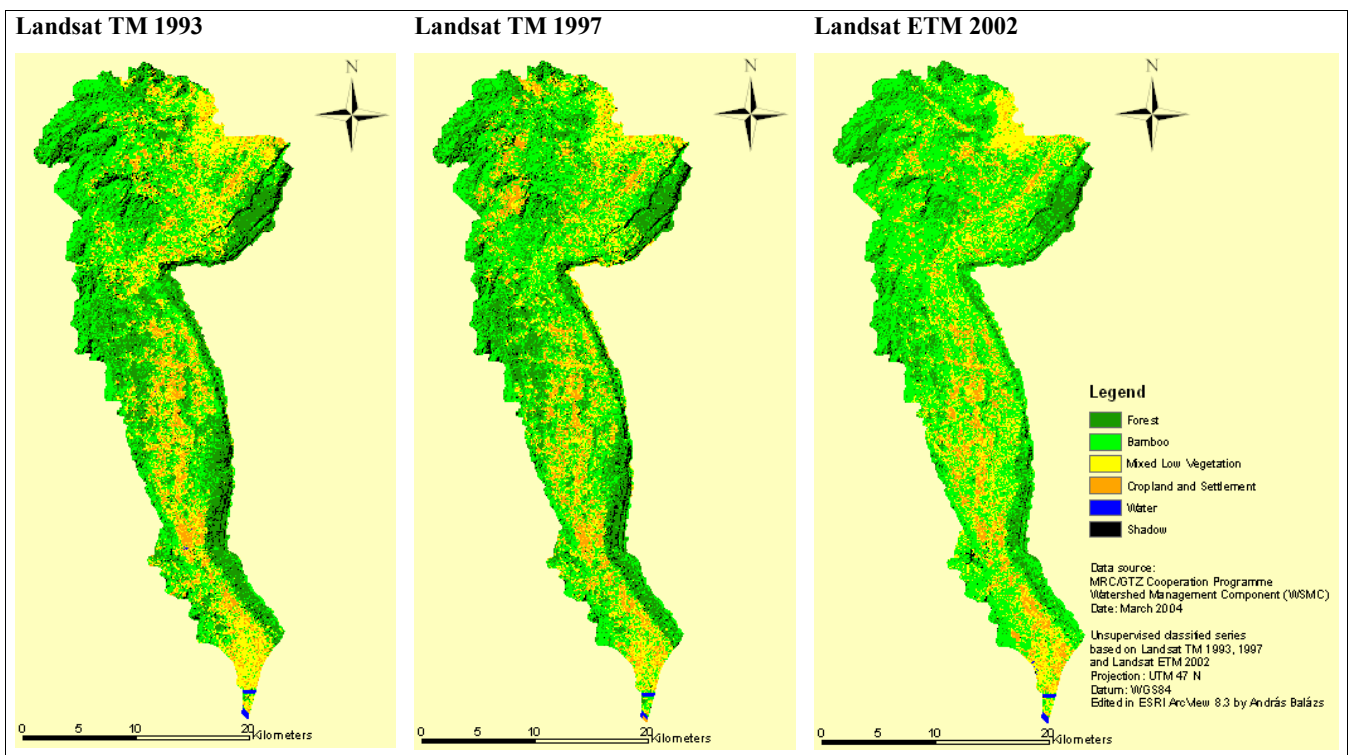 Landsat TM 1993
Landsat TM 1997
Landsat ETM 2002
N
N
N
Legend
Forest
Bamboo
Mixed Low Vegetation
Cropland and Settlement
Water
Shadow
Data source:
MRC/GTZ Cooperation Programme
Watershed Management Component (WSMC)
Date: March 2004
Unsupervised classified series
based on Landsat TM 1993, 1997
and Landsat ETM 2002
Projection: UTM 47 N
Datum: WGS84
Edited in ESRI ArcView 8.3 by András Balázs
0 5 10 20 Kilometers
0 5 10 20 Kilometers
0 5 10 20 Kilometers